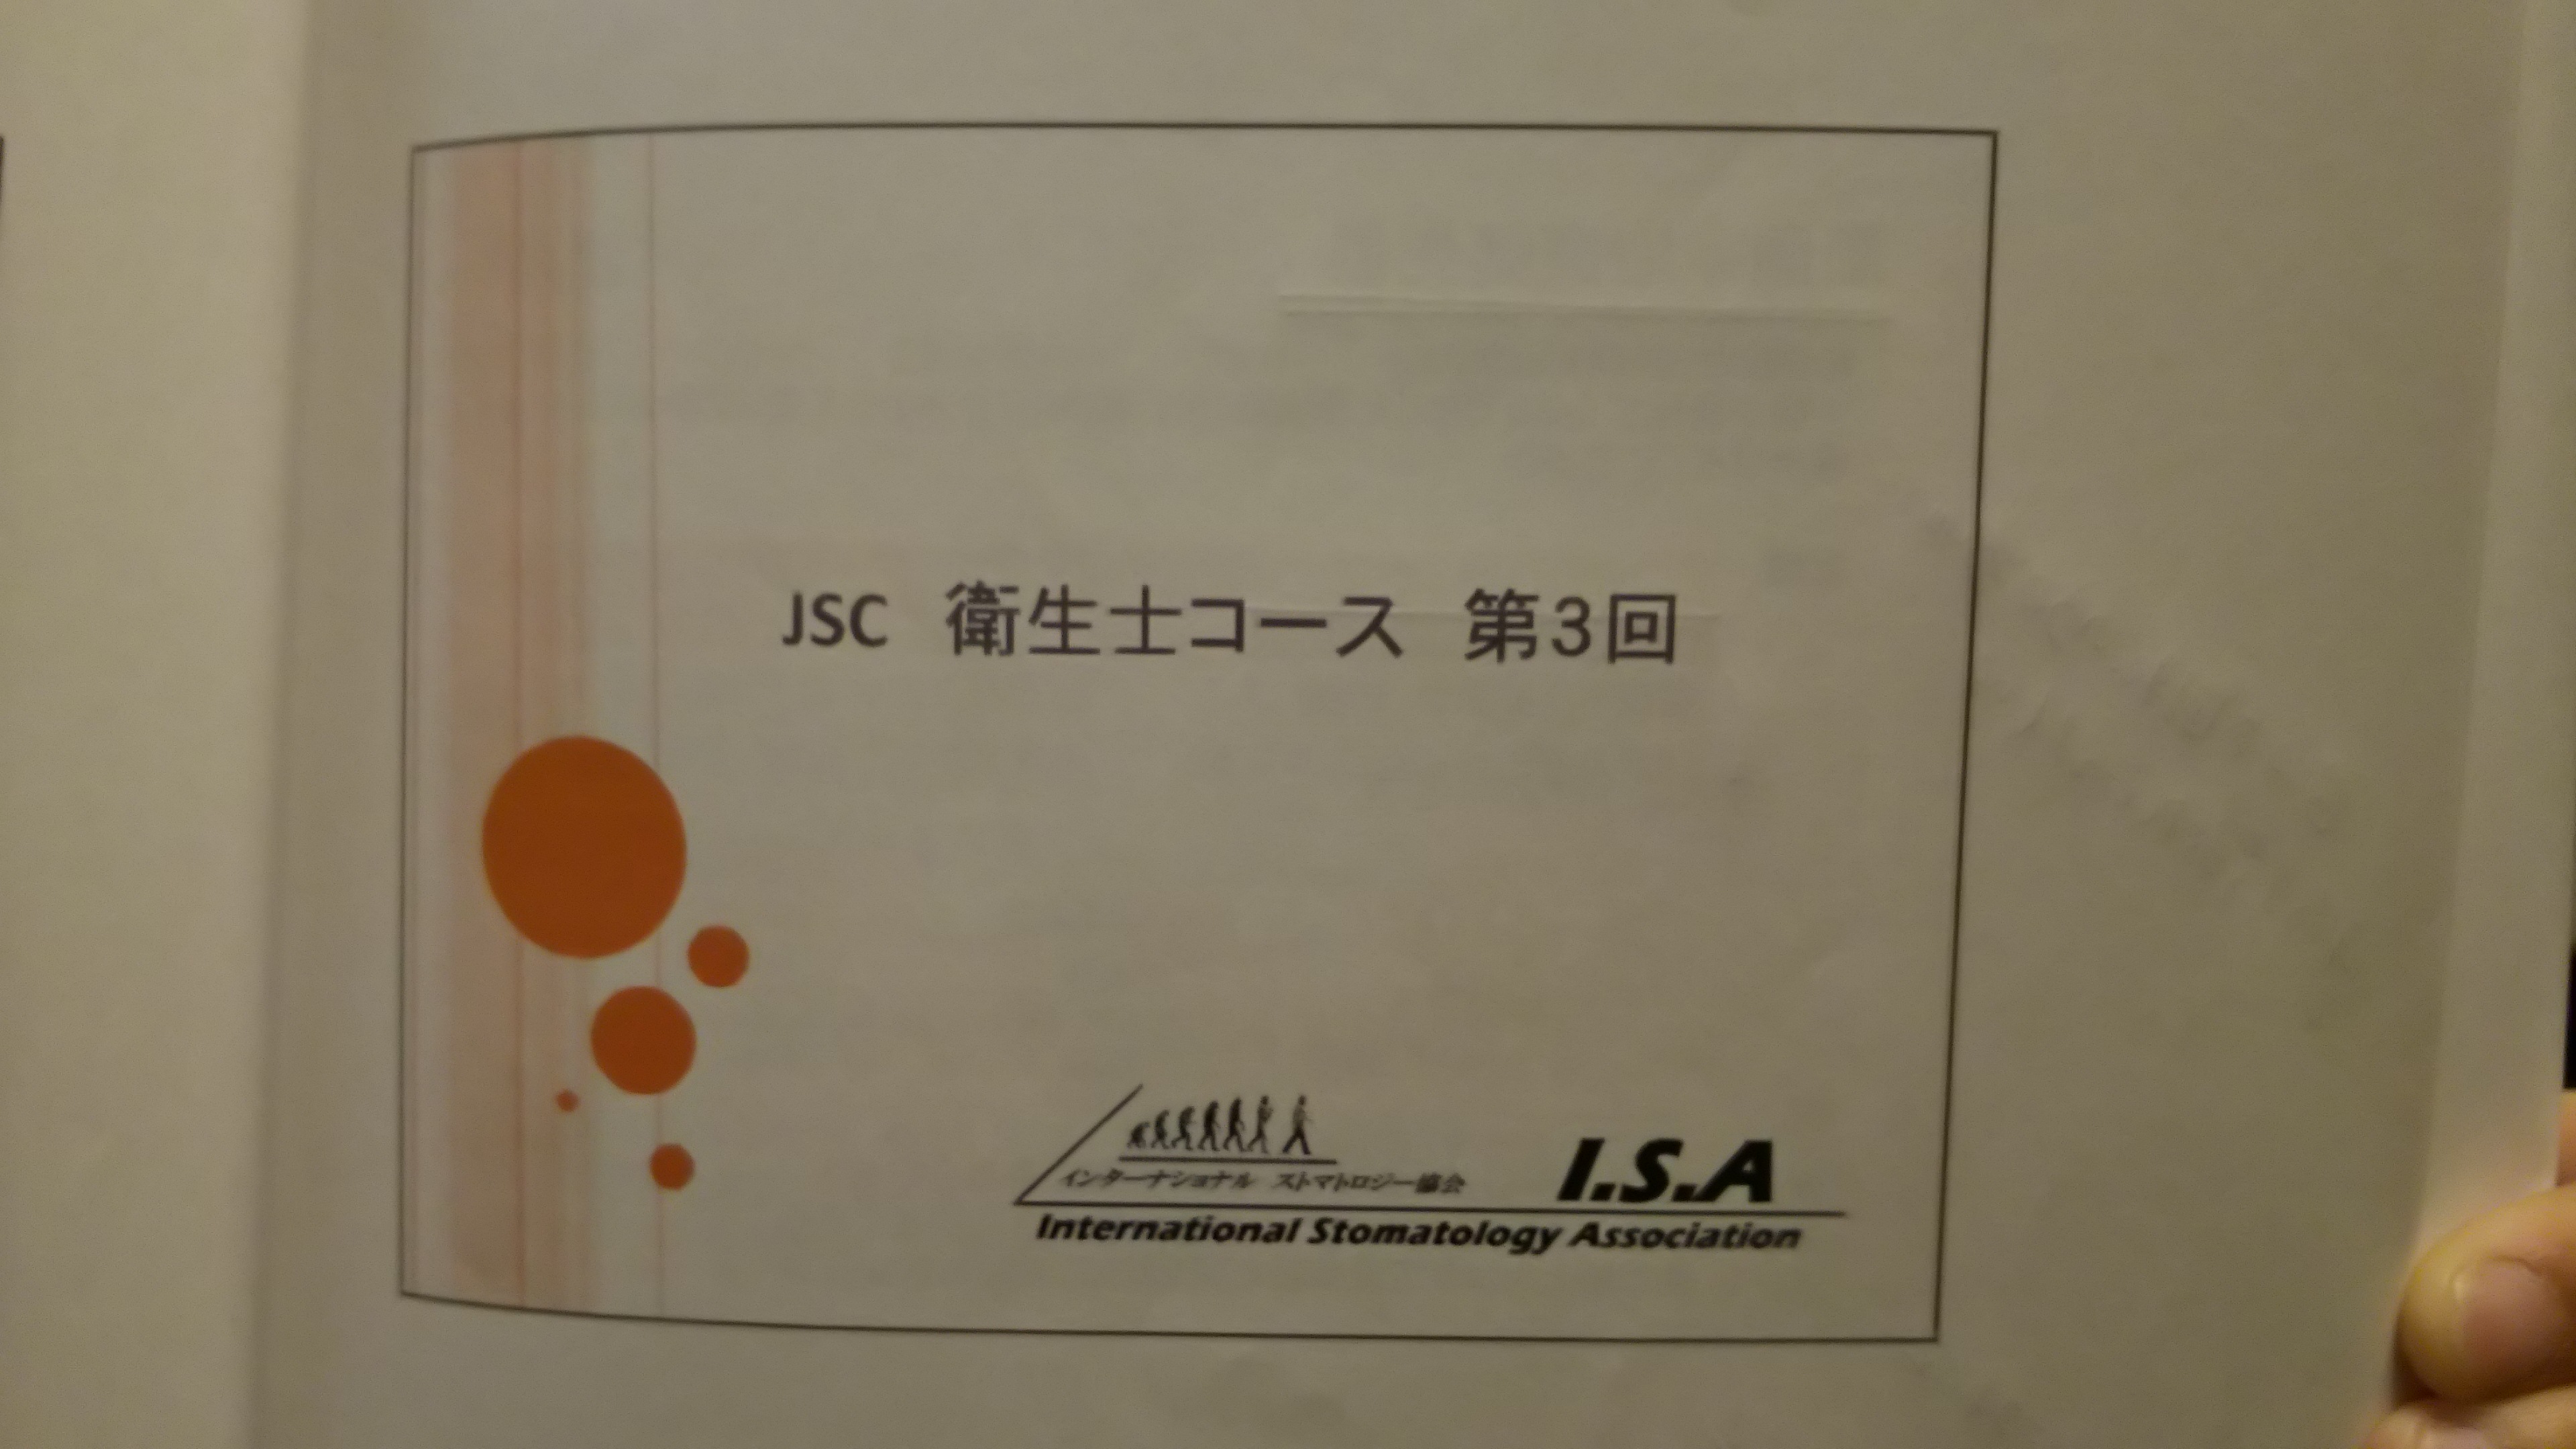 JSC 衛生士コース 第3回
インターナショナル ストマトロジー協会
I.S.A
International Stomatology Association